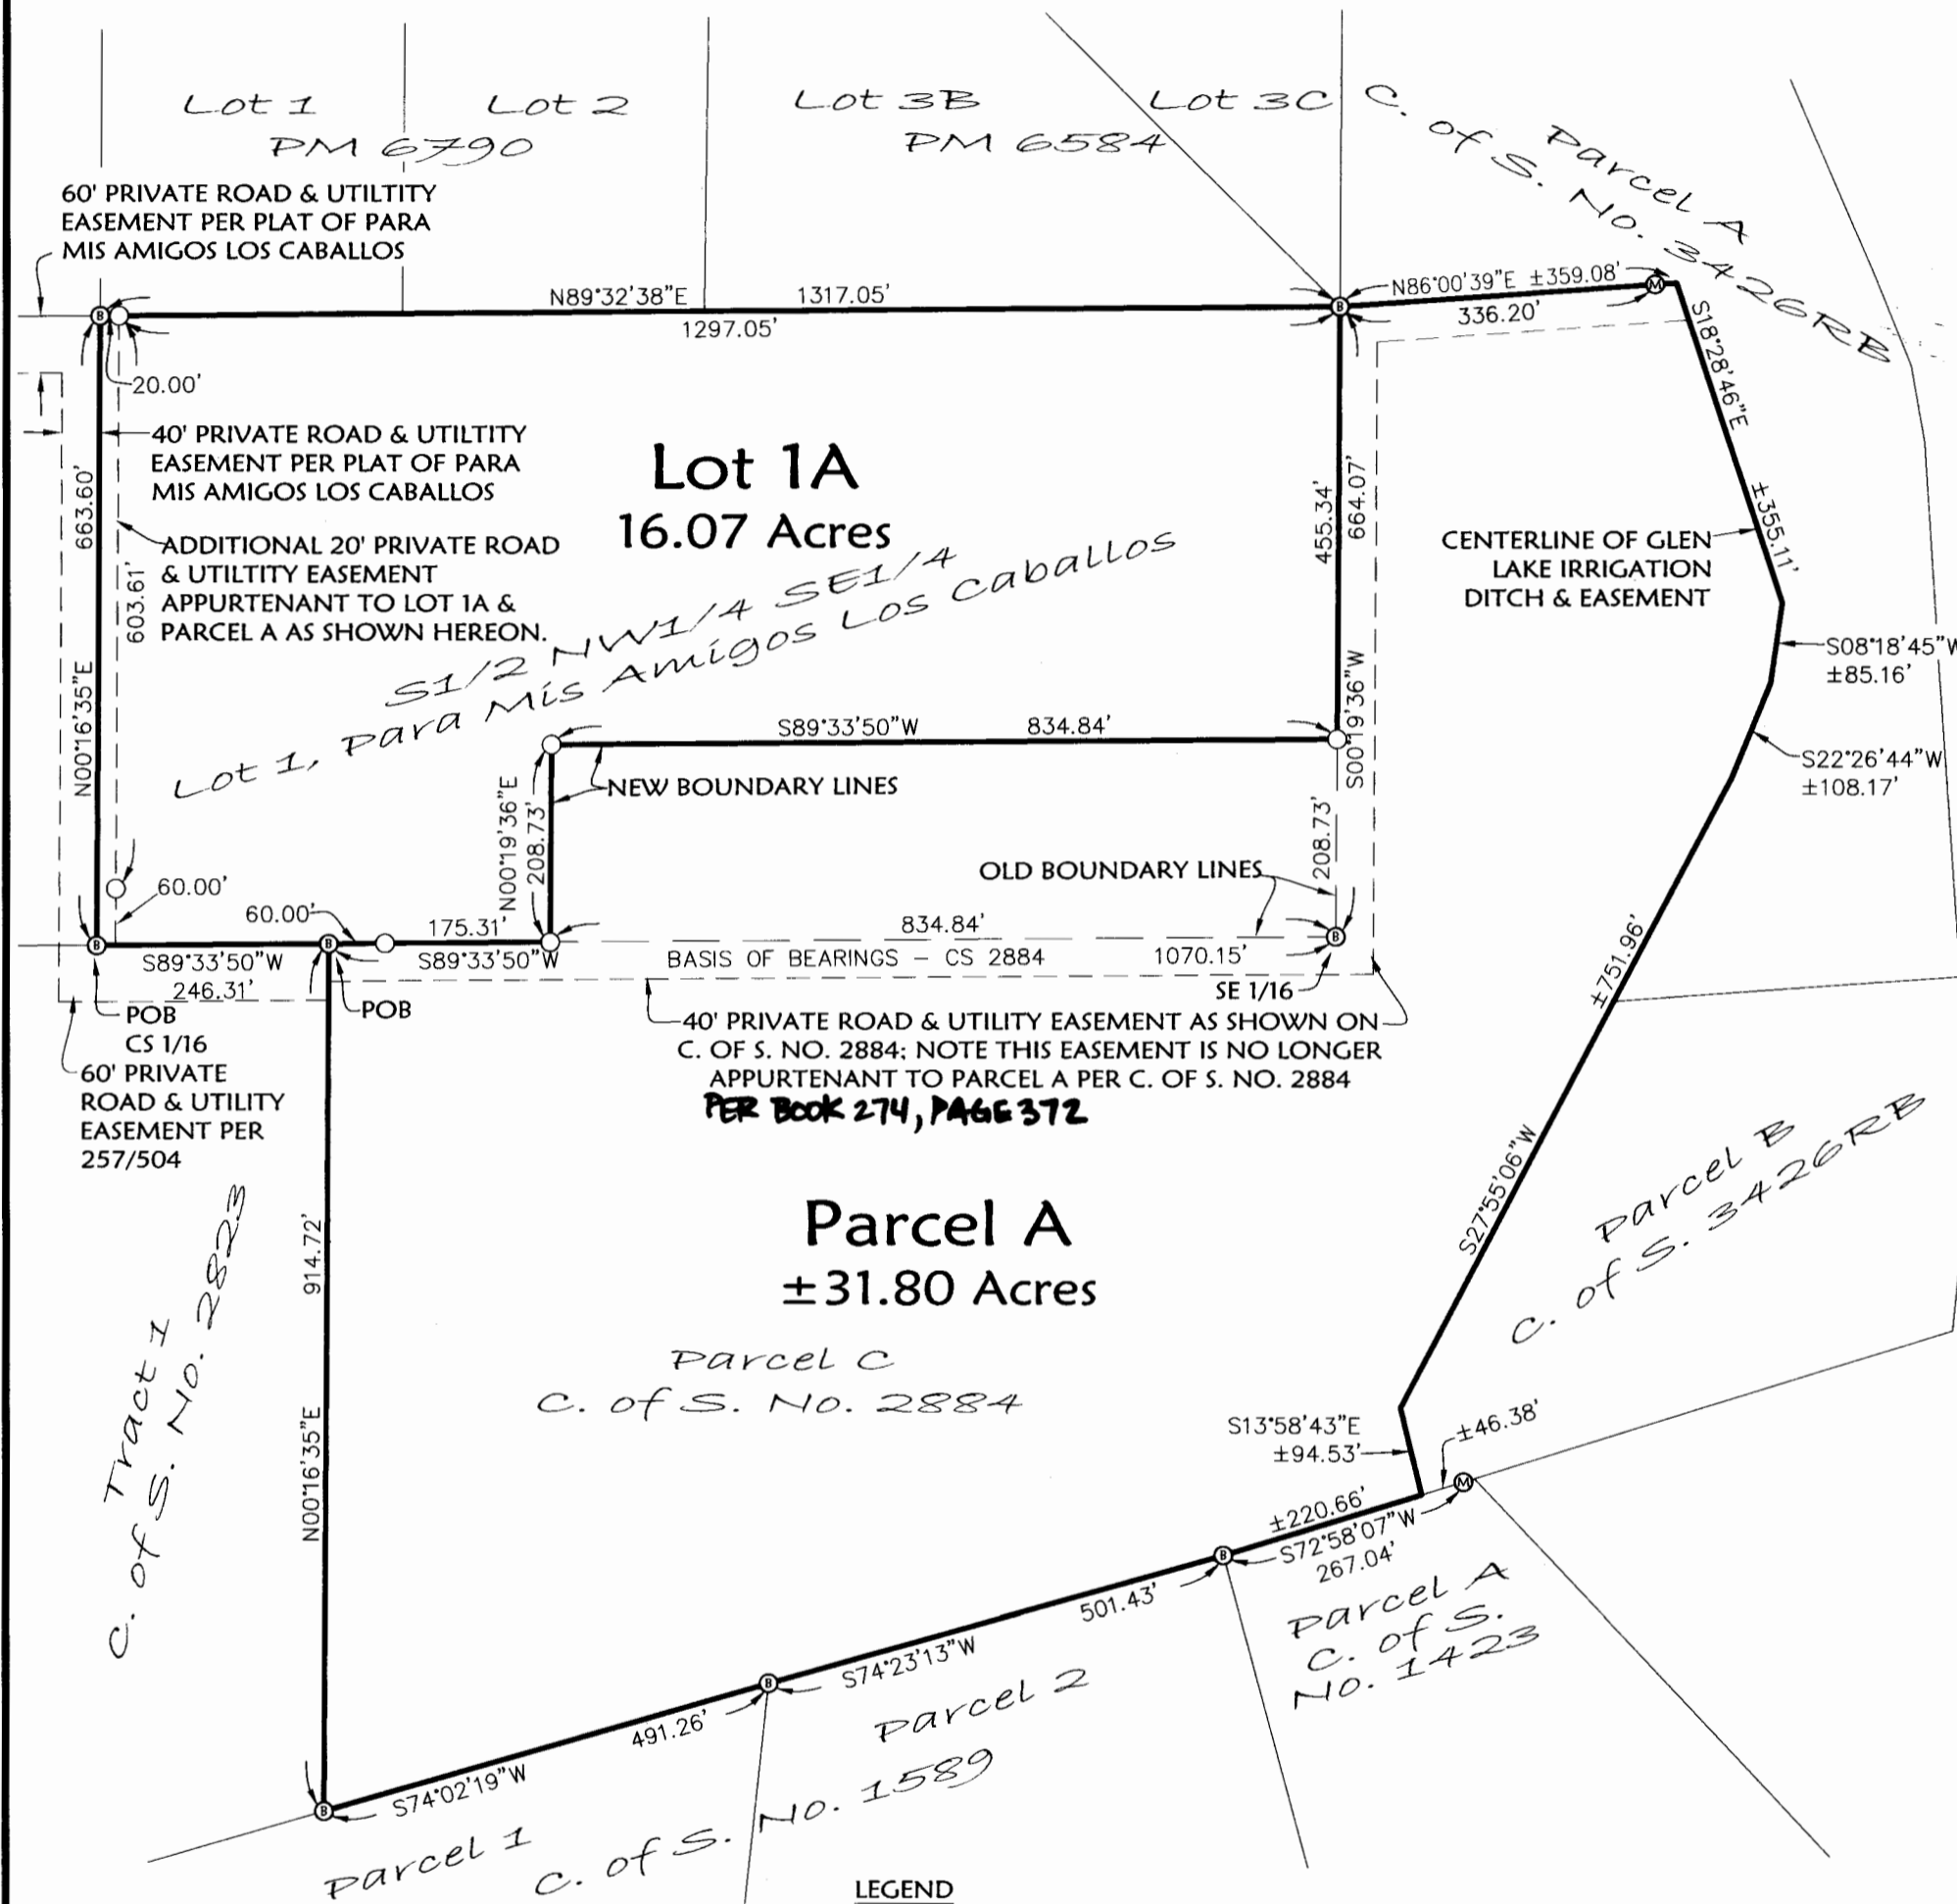 Lot 1
Lot 2
PM 6790
Lot 3B
Lot 3C
PM 6584
Parcel A
C. of S. No. 3426RB
60' PRIVATE ROAD & UTILTITY
EASEMENT PER PLAT OF PARA
MIS AMIGOS LOS CABALLOS
N89°32'38"E 1317.05'
1297.05'
N86°00'39"E ±359.08'
336.20'
20.00'
40' PRIVATE ROAD & UTILTITY
EASEMENT PER PLAT OF PARA
MIS AMIGOS LOS CABALLOS
ADDITIONAL 20' PRIVATE ROAD
& UTILTITY EASEMENT
APPURTENANT TO LOT 1A &
PARCEL A AS SHOWN HEREON.
N00°16'35"E 663.60'
603.61'
Lot 1A
16.07 Acres
S1/2 NW1/4 SE1/4
Lot 1, Para Mis Amigos Los Caballos
455.34'
S00°19'36"W 664.07'
S18°28'46"E ±355.11'
CENTERLINE OF GLEN
LAKE IRRIGATION
DITCH & EASEMENT
S08°18'45"W
±85.16'
S22°26'44"W
±108.17'
S89°33'50"W 834.84'
NEW BOUNDARY LINES
N00°19'36"E
208.73'
208.73'
OLD BOUNDARY LINES
60.00'
60.00'
175.31'
834.84'
S89°33'50"W
246.31'
S89°33'50"W
BASIS OF BEARINGS - CS 2884
1070.15'
SE 1/16
POB
CS 1/16
POB
60' PRIVATE
ROAD & UTILITY
EASEMENT PER
257/504
40' PRIVATE ROAD & UTILITY EASEMENT AS SHOWN ON
C. OF S. NO. 2884; NOTE THIS EASEMENT IS NO LONGER
APPURTENANT TO PARCEL A PER C. OF S. NO. 2884
PER BOOK 274, PAGE 372
S27°55'06"W ±751.96'
Parcel B
C. of S. 3426RB
Tract 1
C. of S. No. 2823
N00°16'35"E 914.72'
Parcel A
±31.80 Acres
Parcel C
C. of S. No. 2884
S13°58'43"E
±94.53'
±46.38'
±220.66'
S72°58'07"W
267.04'
Parcel A
C. of S.
No. 1423
S74°23'13"W 501.43'
S74°02'19"W 491.26'
Parcel 2
Parcel 1
C. of S. No. 1589
B
B
B
B
B
B
B
B
M
M
LEGEND